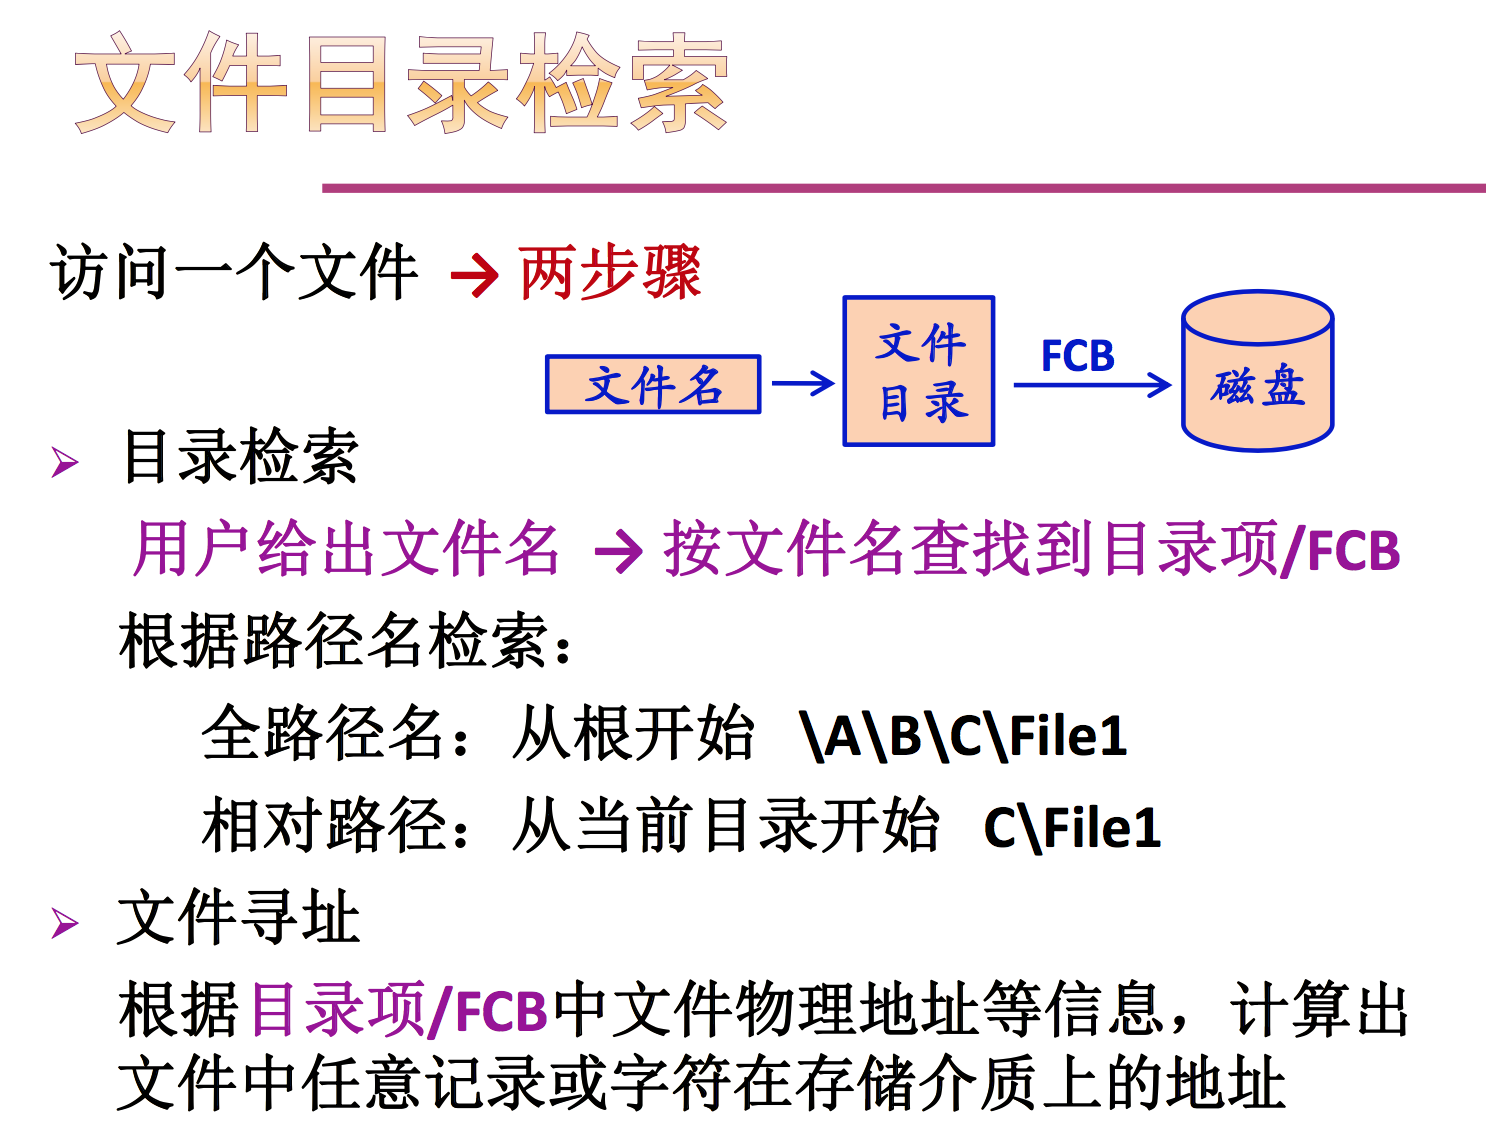 文件目录检索
访问一个文件 → 两步骤
文件名
文件
目录
FCB
磁盘
目录检索
用户给出文件名 → 按文件名查找到目录项/FCB
根据路径名检索：
全路径名：从根开始 \A\B\C\File1
相对路径：从当前目录开始 C\File1
文件寻址
根据目录项/FCB中文件物理地址等信息，计算出
文件中任意记录或字符在存储介质上的地址